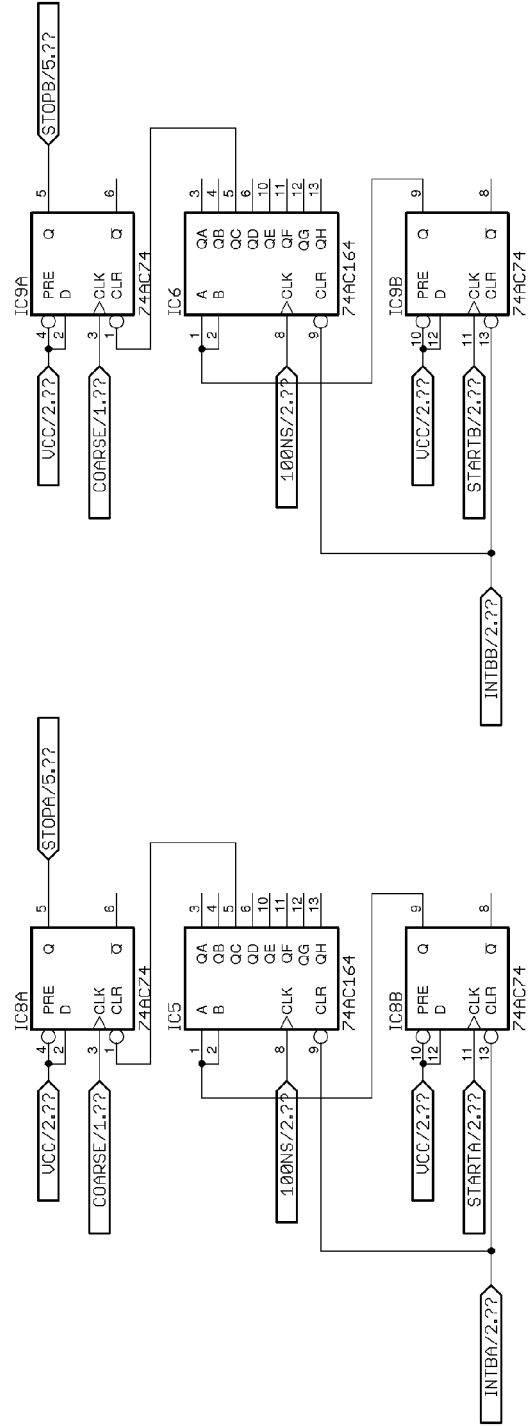 IC8A
VCC/2.??
4
PRE
2
D
Q
5
STOPA/5.??
COARSE/1.??
3
CLK
1
CLR
Q̅
6
74AC74
IC5
1
A
QA
3
2
B
QB
4
QC
5
QD
6
100NS/2.??
8
CLK
QE
10
QF
11
QG
12
9
CLR
QH
13
74AC164
IC8B
VCC/2.??
10
PRE
12
D
Q
9
STARTA/2.??
11
CLK
13
CLR
Q̅
8
74AC74
INTBA/2.??
IC9A
VCC/2.??
4
PRE
2
D
Q
5
STOPB/5.??
COARSE/1.??
3
CLK
1
CLR
Q̅
6
74AC74
IC6
1
A
QA
3
2
B
QB
4
QC
5
QD
6
100NS/2.??
8
CLK
QE
10
QF
11
QG
12
9
CLR
QH
13
74AC164
IC9B
VCC/2.??
10
PRE
12
D
Q
9
STARTB/2.??
11
CLK
13
CLR
Q̅
8
74AC74
INTBB/2.??